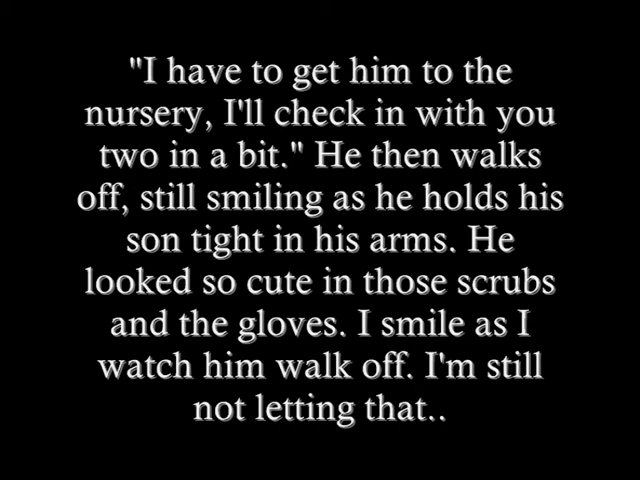 "I have to get him to the
nursery, I'll check in with you
two in a bit." He then walks
off, still smiling as he holds his
son tight in his arms. He
looked so cute in those scrubs
and the gloves. I smile as I
watch him walk off. I'm still
not letting that..